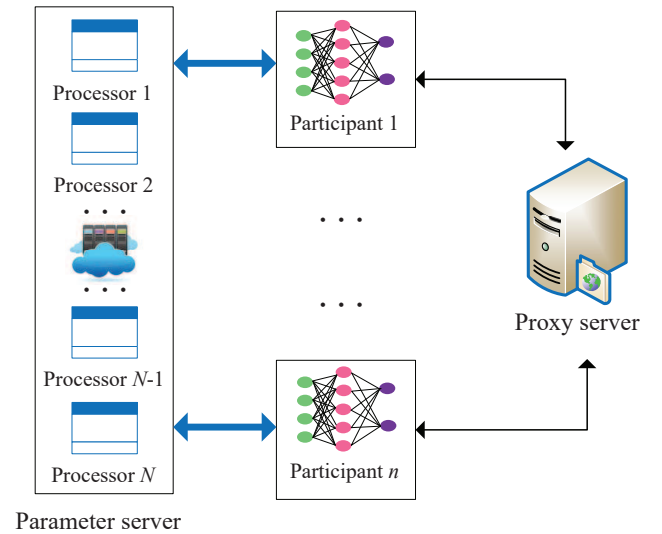 Processor 1
Participant 1
Processor 2
. . .
. . .
. . .
. . .
Proxy server
Processor N-1
Processor N
Participant n
Parameter server